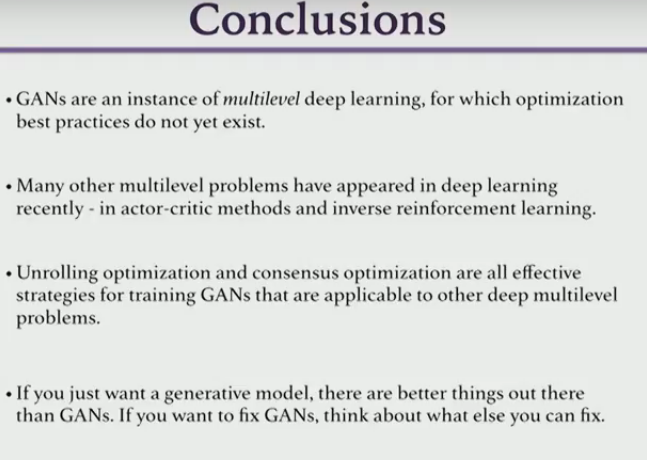 Conclusions
• GANs are an instance of multilevel deep learning, for which optimization
best practices do not yet exist.
• Many other multilevel problems have appeared in deep learning
recently - in actor-critic methods and inverse reinforcement learning.
• Unrolling optimization and consensus optimization are all effective
strategies for training GANs that are applicable to other deep multilevel
problems.
• If you just want a generative model, there are better things out there
than GANs. If you want to fix GANs, think about what else you can fix.